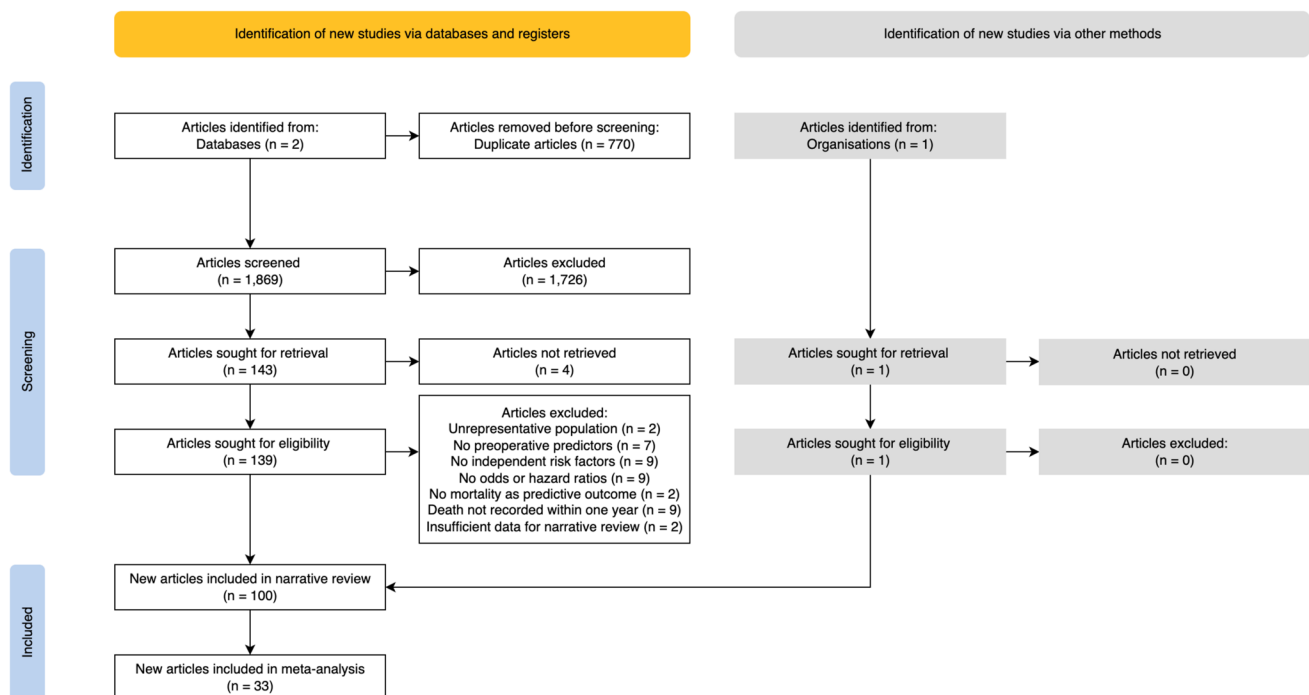 Identification of new studies via databases and registers
Identification of new studies via other methods
Identification
Articles identified from:
Databases (n = 2)
Articles removed before screening:
Duplicate articles (n = 770)
Articles identified from:
Organisations (n = 1)
Screening
Articles screened
(n = 1,869)
Articles excluded
(n = 1,726)
Articles sought for retrieval
(n = 143)
Articles not retrieved
(n = 4)
Articles sought for retrieval
(n = 1)
Articles not retrieved
(n = 0)
Articles sought for eligibility
(n = 139)
Articles excluded:
Unrepresentative population (n = 2)
No preoperative predictors (n = 7)
No independent risk factors (n = 9)
No odds or hazard ratios (n = 9)
No mortality as predictive outcome (n = 2)
Death not recorded within one year (n = 9)
Insufficient data for narrative review (n = 2)
Articles sought for eligibility
(n = 1)
Articles excluded:
(n = 0)
Included
New articles included in narrative review
(n = 100)
New articles included in meta-analysis
(n = 33)